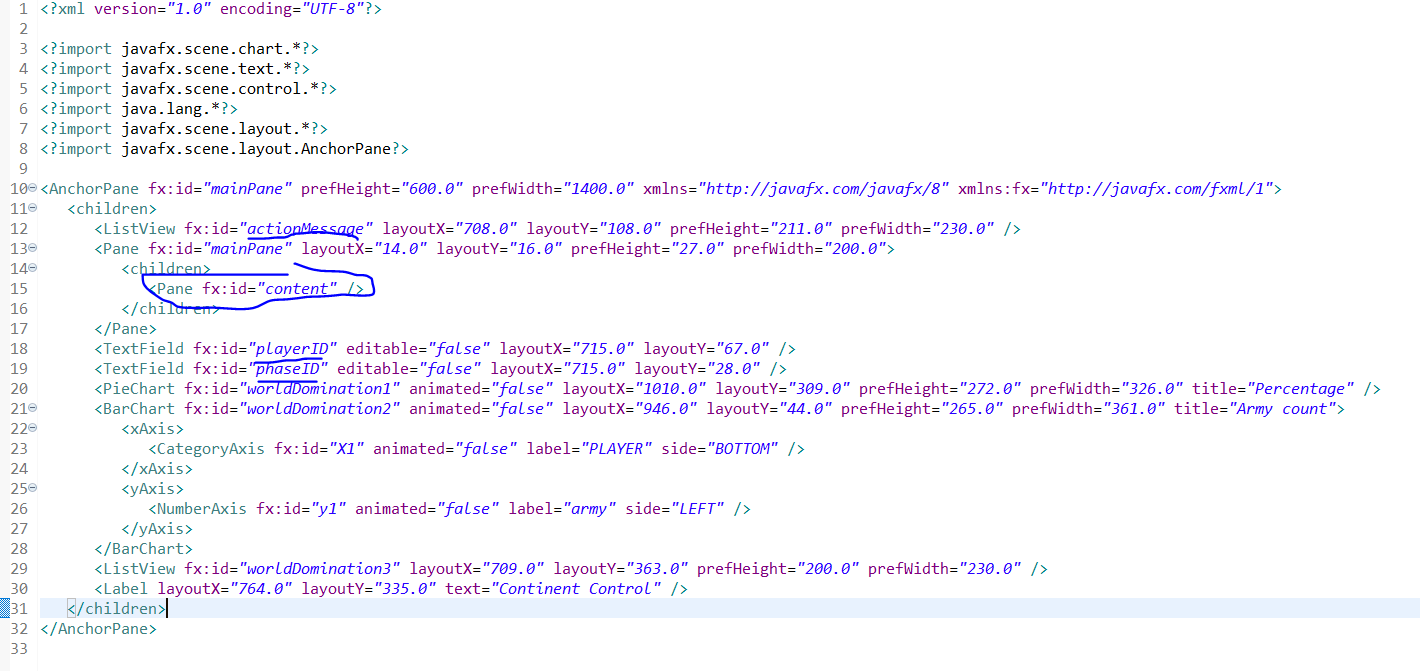 1 <?xml version="1.0" encoding="UTF-8"?>
2
3 <?import javafx.scene.chart.*?>
4 <?import javafx.scene.text.*?>
5 <?import javafx.scene.control.*?>
6 <?import java.lang.*?>
7 <?import javafx.scene.layout.*?>
8 <?import javafx.scene.layout.AnchorPane?>
9
10 <AnchorPane fx:id="mainPane" prefHeight="600.0" prefWidth="1400.0" xmlns="http://javafx.com/javafx/8" xmlns:fx="http://javafx.com/fxml/1">
11 <children>
12 <ListView fx:id="actionMessage" layoutX="708.0" layoutY="108.0" prefHeight="211.0" prefWidth="230.0" />
13 <Pane fx:id="mainPane" layoutX="14.0" layoutY="16.0" prefHeight="27.0" prefWidth="200.0">
14 <children>
15 <Pane fx:id="content" />
16 </children>
17 </Pane>
18 <TextField fx:id="playerID" editable="false" layoutX="715.0" layoutY="67.0" />
19 <TextField fx:id="phaseID" editable="false" layoutX="715.0" layoutY="28.0" />
20 <PieChart fx:id="worldDomination1" animated="false" layoutX="1010.0" layoutY="309.0" prefHeight="272.0" prefWidth="326.0" title="Percentage" />
21 <BarChart fx:id="worldDomination2" animated="false" layoutX="946.0" layoutY="44.0" prefHeight="265.0" prefWidth="361.0" title="Army count">
22 <xAxis>
23 <CategoryAxis fx:id="X1" animated="false" label="PLAYER" side="BOTTOM" />
24 </xAxis>
25 <yAxis>
26 <NumberAxis fx:id="y1" animated="false" label="army" side="LEFT" />
27 </yAxis>
28 </BarChart>
29 <ListView fx:id="worldDomination3" layoutX="709.0" layoutY="363.0" prefHeight="200.0" prefWidth="230.0" />
30 <Label layoutX="764.0" layoutY="335.0" text="Continent Control" />
31 </children>
32 </AnchorPane>
33